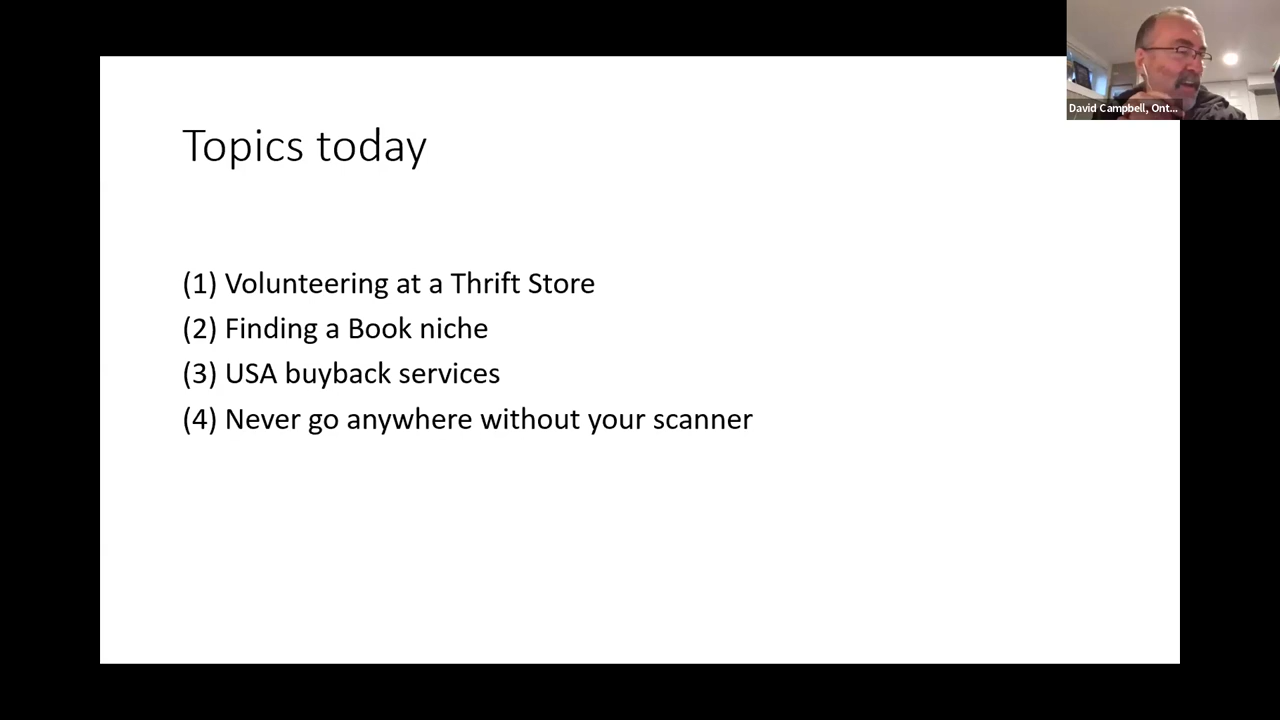 Topics today
(1) Volunteering at a Thrift Store
(2) Finding a Book niche
(3) USA buyback services
(4) Never go anywhere without your scanner
David Campbell, Ont...